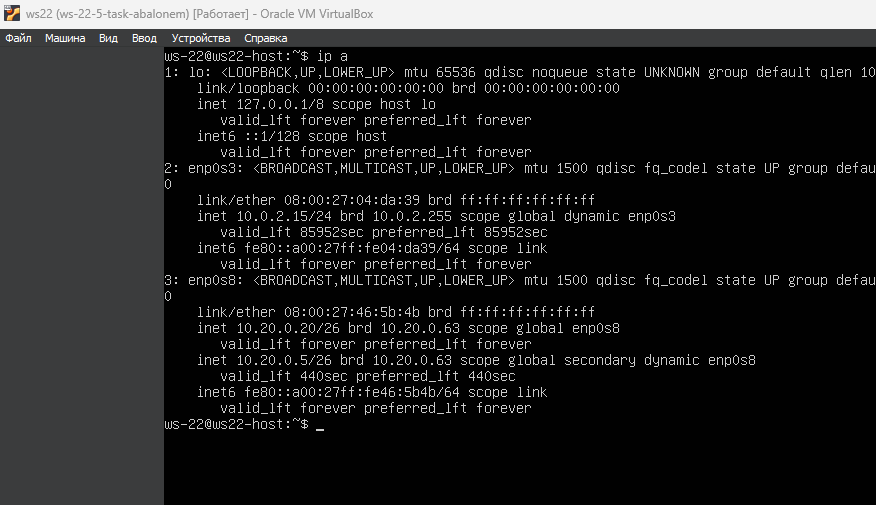 ws22 (ws-22-5-task-abalonem) [Работает] - Oracle VM VirtualBox
Файл Машина Вид Ввод Устройства Справка
ws-22@ws22-host:~$ ip a
1: lo: <LOOPBACK,UP,LOWER_UP> mtu 65536 qdisc noqueue state UNKNOWN group default qlen 10
    link/loopback 00:00:00:00:00:00 brd 00:00:00:00:00:00
    inet 127.0.0.1/8 scope host lo
       valid_lft forever preferred_lft forever
    inet6 ::1/128 scope host
       valid_lft forever preferred_lft forever
2: enp0s3: <BROADCAST,MULTICAST,UP,LOWER_UP> mtu 1500 qdisc fq_codel state UP group defau
0
    link/ether 08:00:27:04:da:39 brd ff:ff:ff:ff:ff:ff
    inet 10.0.2.15/24 brd 10.0.2.255 scope global dynamic enp0s3
       valid_lft 85952sec preferred_lft 85952sec
    inet6 fe80::a00:27ff:fe04:da39/64 scope link
       valid_lft forever preferred_lft forever
3: enp0s8: <BROADCAST,MULTICAST,UP,LOWER_UP> mtu 1500 qdisc fq_codel state UP group defau
0
    link/ether 08:00:27:46:5b:4b brd ff:ff:ff:ff:ff:ff
    inet 10.20.0.20/26 brd 10.20.0.63 scope global enp0s8
       valid_lft forever preferred_lft forever
    inet 10.20.0.5/26 brd 10.20.0.63 scope global secondary dynamic enp0s8
       valid_lft 440sec preferred_lft 440sec
    inet6 fe80::a00:27ff:fe46:5b4b/64 scope link
       valid_lft forever preferred_lft forever
ws-22@ws22-host:~$ _